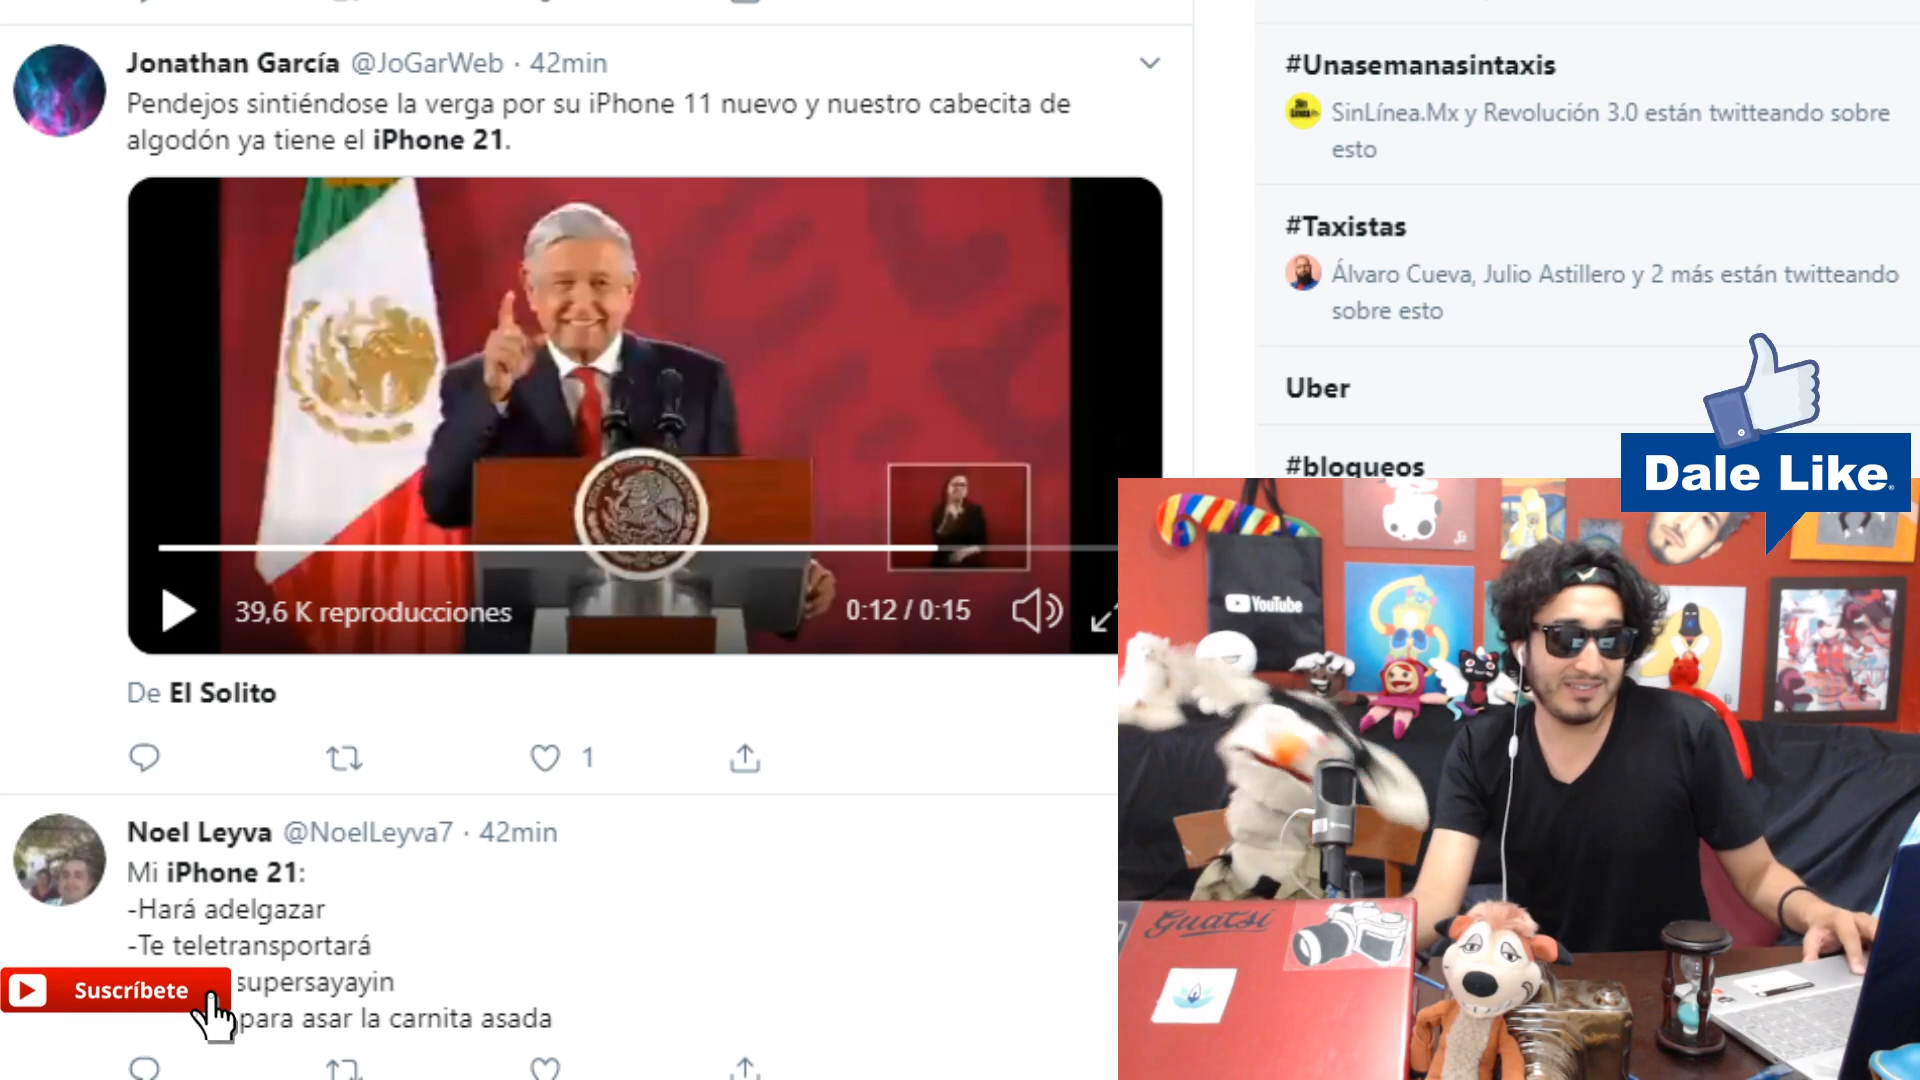 Jonathan García @JoGarWeb · 42min
Pendejos sintiéndose la verga por su iPhone 11 nuevo y nuestro cabecita de
algodón ya tiene el iPhone 21.
39,6 K reproducciones
0:12 / 0:15
De El Solito
1
Noel Leyva @NoelLeyva7 · 42min
Mi iPhone 21:
-Hará adelgazar
-Te teletransportará
supersayayin
para asar la carnita asada
Suscríbete
#Unasemanasintaxis
SinLínea.Mx y Revolución 3.0 están twitteando sobre
esto
#Taxistas
Álvaro Cueva, Julio Astillero y 2 más están twitteando
sobre esto
Uber
#bloqueos
Dale Like
YouTube
Guatsi